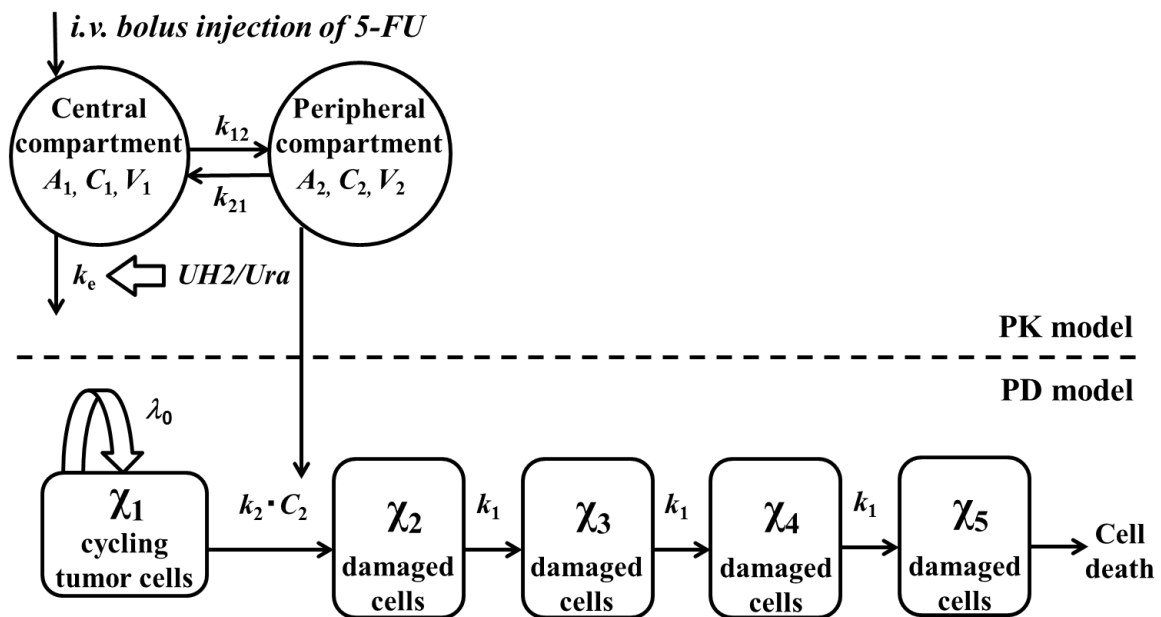 i.v. bolus injection of 5-FU
Central
compartment
A1, C1, V1
k12
k21
Peripheral
compartment
A2, C2, V2
ke
UH2/Ura
PK model
PD model
λ0
χ1
cycling
tumor cells
k2 · C2
χ2
damaged
cells
k1
χ3
damaged
cells
k1
χ4
damaged
cells
k1
χ5
damaged
cells
Cell
death